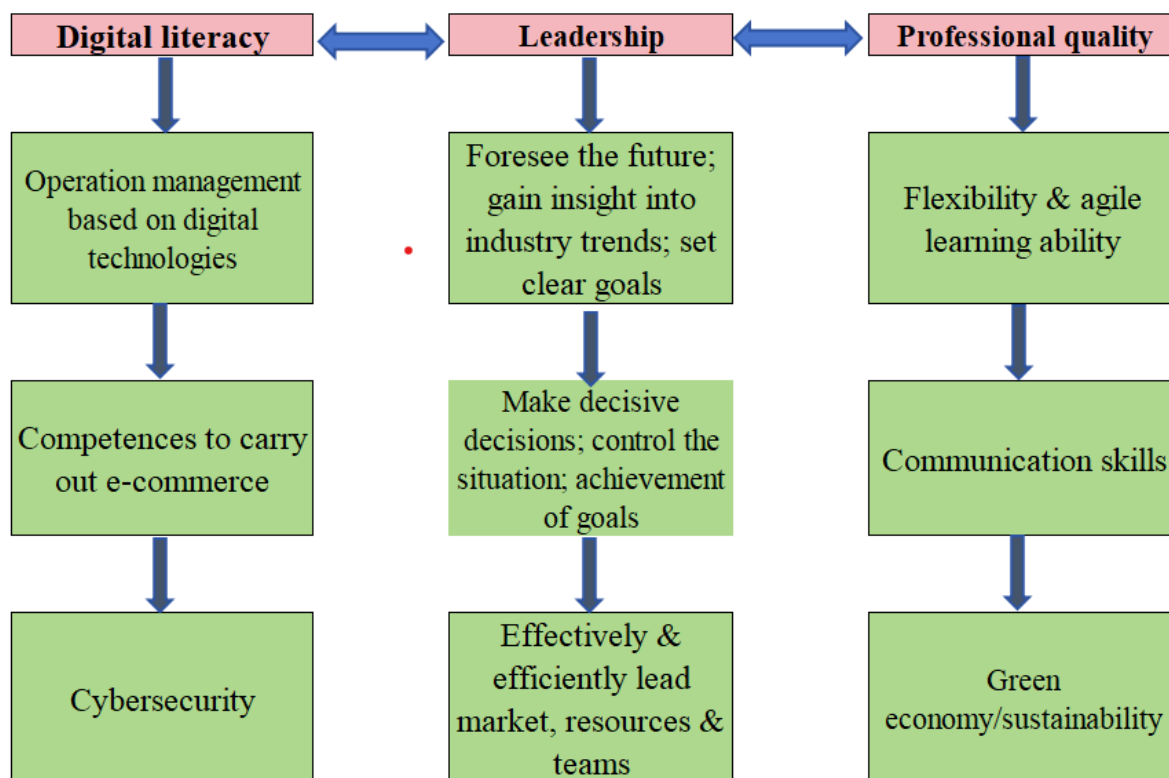 Digital literacy
Leadership
Professional quality
Operation management
based on digital
technologies
Foresee the future;
gain insight into
industry trends; set
clear goals
Flexibility & agile
learning ability
Competences to carry
out e-commerce
Make decisive
decisions; control the
situation; achievement
of goals
Communication skills
Cybersecurity
Effectively &
efficiently lead
market, resources &
teams
Green
economy/sustainability